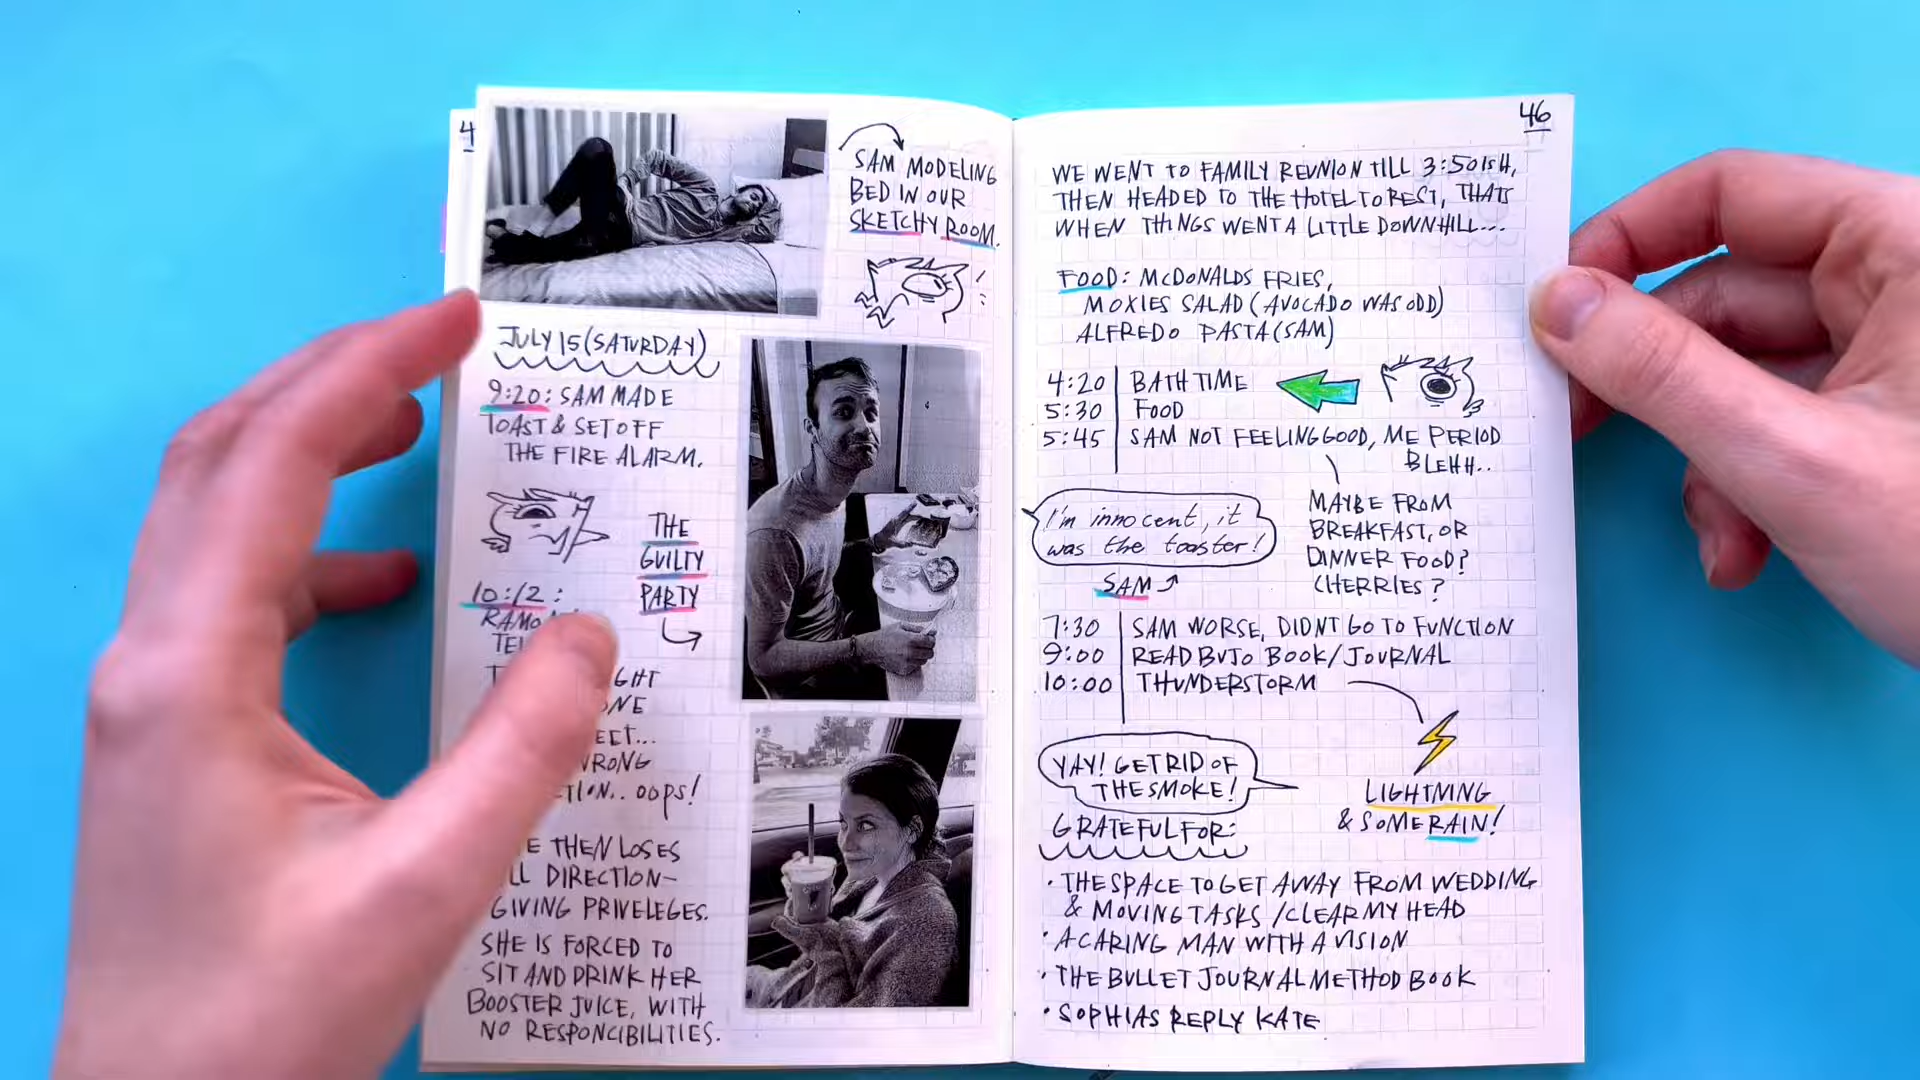 4
SAM MODELING
BED IN OUR
SKETCHY ROOM.
JULY 15 (SATURDAY)
9:20: SAM MADE
TOAST & SET OFF
THE FIRE ALARM.
THE
GUILTY
PARTY
10:12:
GHT
ONE
ECT...
WRONG
TION.. OOPS!
E THEN LOSES
LL DIRECTION-
GIVING PRIVELEGES.
SHE IS FORCED TO
SIT AND DRINK HER
BOOSTER JUICE, WITH
NO RESPONCIBILITIES.
46
WE WENT TO FAMILY REUNION TILL 3:50ISH,
THEN HEADED TO THE HOTEL TO REST, THATS
WHEN THINGS WENT A LITTLE DOWNHILL...
FOOD: MCDONALDS FRIES,
MOXIES SALAD (AVOCADO WAS ODD)
ALFREDO PASTA (SAM)
4:20 BATH TIME
5:30 FOOD
5:45 SAM NOT FEELING GOOD, ME PERIOD
BLEHH..
MAYBE FROM
BREAKFAST, OR
DINNER FOOD?
CHERRIES?
I'm innocent, it
was the toaster!
SAM
7:30 SAM WORSE, DIDNT GO TO FUNCTION
9:00 READ BUJO BOOK/JOURNAL
10:00 THUNDERSTORM
YAY! GET RID OF
THE SMOKE!
LIGHTNING
& SOME RAIN!
GRATEFUL FOR:
• THE SPACE TO GET AWAY FROM WEDDING
& MOVING TASKS / CLEAR MY HEAD
• A CARING MAN WITH A VISION
• THE BULLET JOURNAL METHOD BOOK
• SOPHIAS REPLY KATE